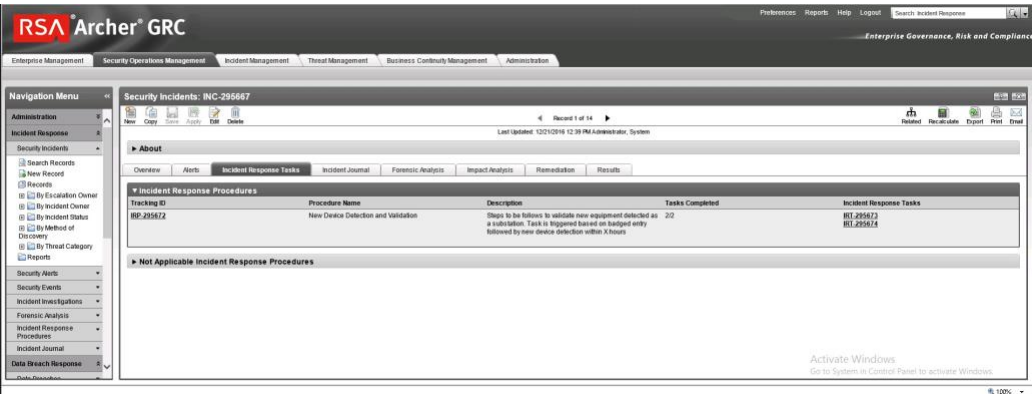 Preferences Reports Help Logout Search Incident Response
RSA Archer® GRC
Enterprise Governance, Risk and Compliance
Enterprise Management Security Operations Management Incident Management Threat Management Business Continuity Management Administration
Navigation Menu
Security Incidents: INC-295667
Administration
New Copy Save Apply Edit Delete
Record 1 of 14
Related Recalculate Export Print Email
Incident Response
Last Updated: 12/21/2016 12:39 PM Administrator, System
Security Incidents
About
Search Records
New Record
Records
By Escalation Owner
By Incident Owner
By Incident Status
By Method of
Discovery
By Threat Category
Reports
Overview Alerts Incident Response Tasks Incident Journal Forensic Analysis Impact Analysis Remediation Results
Incident Response Procedures
Tracking ID Procedure Name Description Tasks Completed Incident Response Tasks
IRP-295672 New Device Detection and Validation Steps to be follows to validate new equipment detected as 2/2 IRT-295673
a substation. Task is triggered based on badged entry IRT-295674
followed by new device detection within X hours
Not Applicable Incident Response Procedures
Security Alerts
Security Events
Incident Investigations
Forensic Analysis
Incident Response
Procedures
Incident Journal
Data Breach Response
Data Breaches
Activate Windows
Go to System in Control Panel to activate Windows.
100%